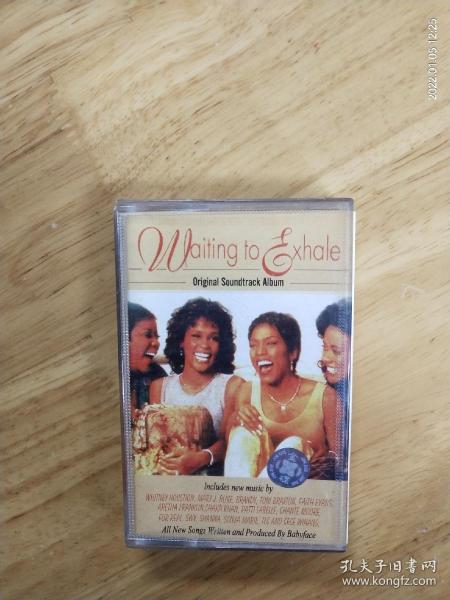 2022.01.05 12:25
Waiting to Exhale
Original Soundtrack Album
Includes new music by
WHITNEY HOUSTON, MARY J. BLIGE, BRANDY, TONI BRAXTON, FAITH EVANS,
ARETHA FRANKLIN, CHAKA KHAN, PATTI LABELLE, CHANTE MOORE,
FOR REAL, SWV, SHANNA, SONJA MARIE, TLC AND CECE WINANS.
All New Songs Written and Produced By Babyface
孔夫子旧书网
www.kongfz.com